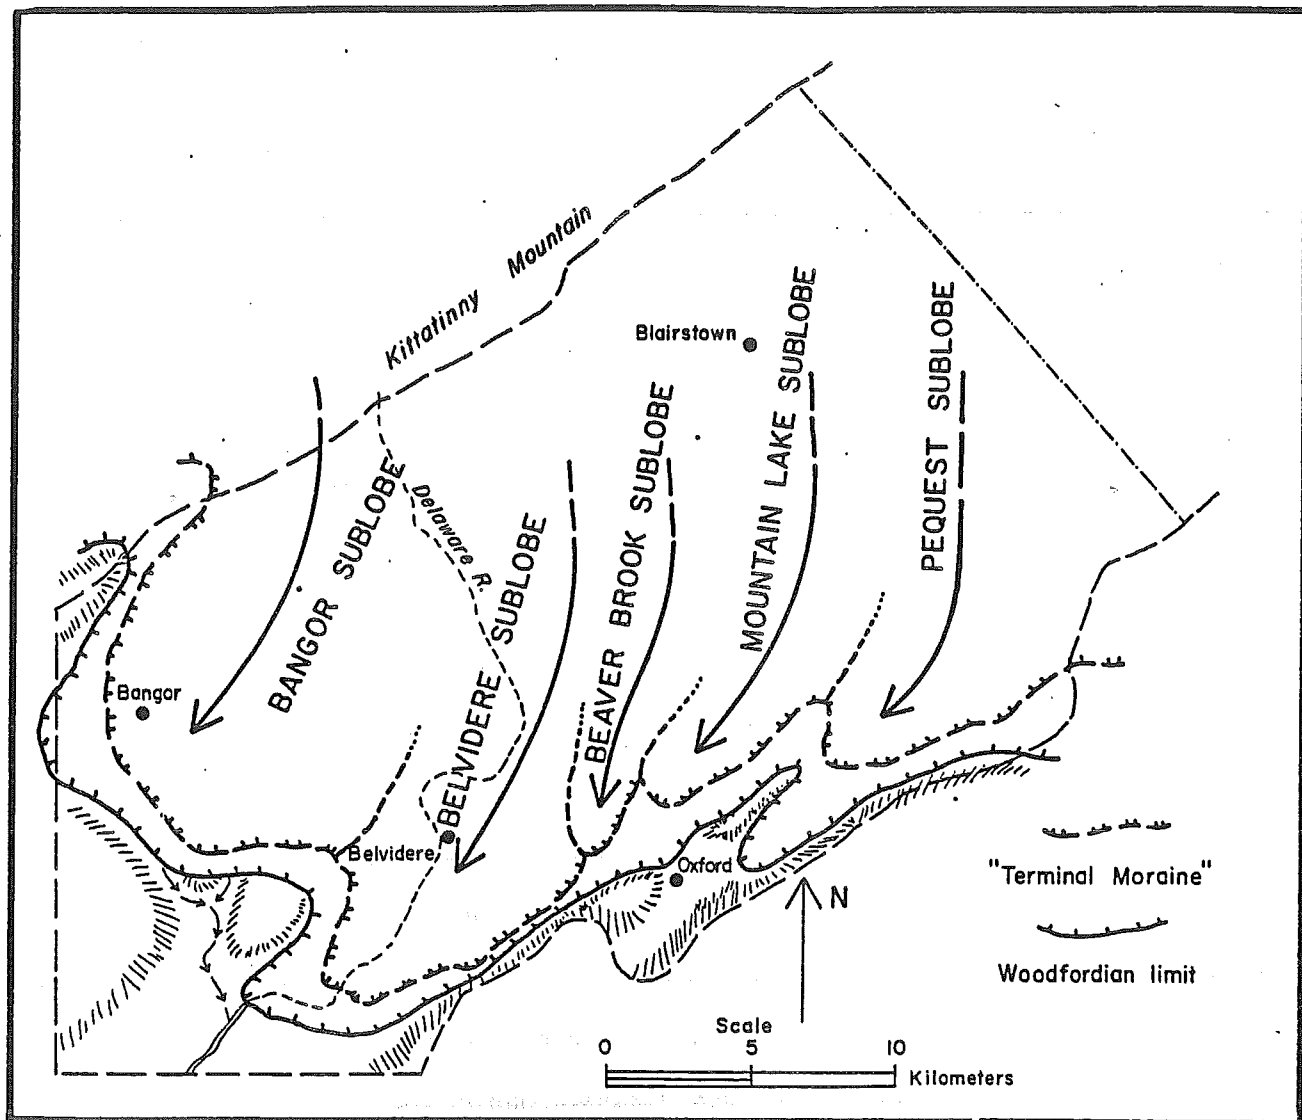 Kittatinny Mountain
Blairstown
BANGOR SUBLOBE
Delaware R.
BELVIDERE SUBLOBE
BEAVER BROOK SUBLOBE
MOUNTAIN LAKE SUBLOBE
PEQUEST SUBLOBE
Bangor
Belvidere
Oxford
N
"Terminal Moraine"
Woodfordian limit
Scale
0 5 10
Kilometers